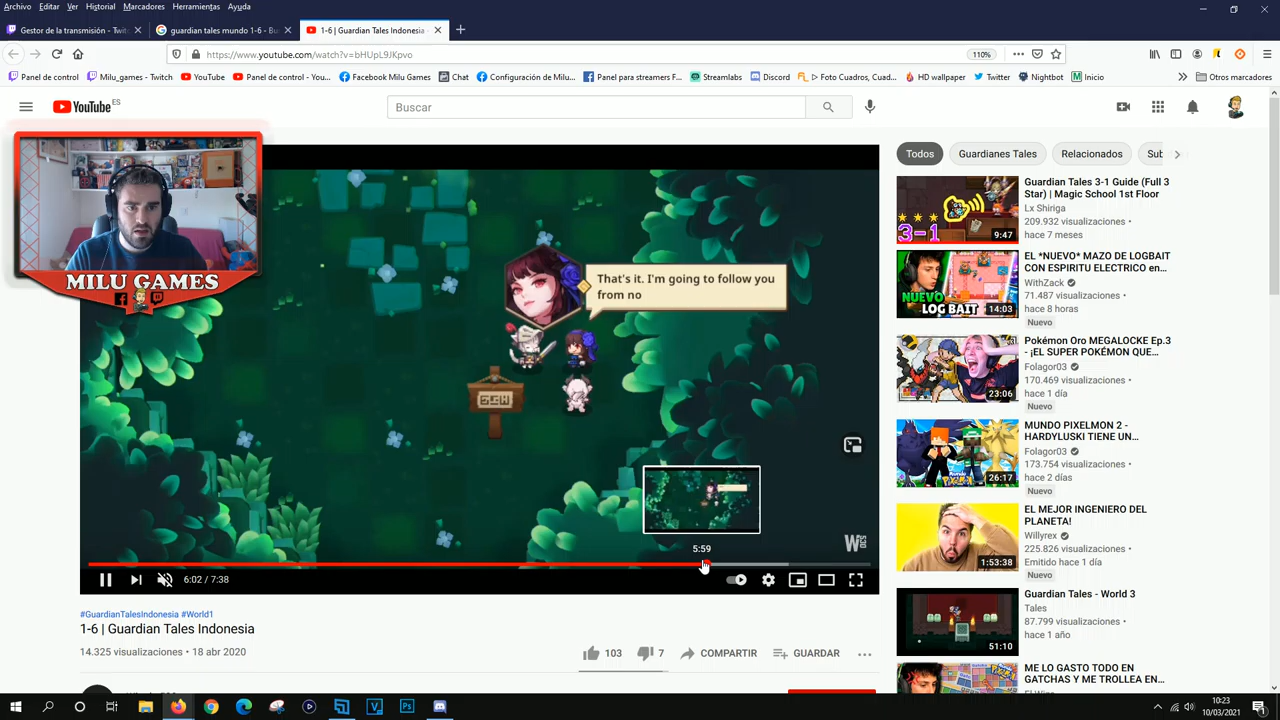 Archivo Editar Ver Historial Marcadores Herramientas Ayuda
Gestor de la transmisión - Twitc
guardian tales mundo 1-6 - Bu
1-6 | Guardian Tales Indonesia -
https://www.youtube.com/watch?v=bHUpL9JKpvo
110%
Panel de control
Milu_games - Twitch
YouTube
Panel de control - You...
Facebook Milu Games
Chat
Configuración de Milu...
Panel para streamers F...
Streamlabs
Discord
▷ Foto Cuadros, Cuad...
HD wallpaper
Twitter
Nightbot
Inicio
Otros marcadores
YouTube ES
Buscar
Todos
Guardianes Tales
Relacionados
Sub
MILU GAMES
That's it. I'm going to follow you
from no
5:59
6:02 / 7:38
#GuardianTalesIndonesia #World1
1-6 | Guardian Tales Indonesia
14.325 visualizaciones • 18 abr 2020
103
7
COMPARTIR
GUARDAR
3-1
9:47
Guardian Tales 3-1 Guide (Full 3
Star) | Magic School 1st Floor
Lx Shiriga
209.932 visualizaciones •
hace 7 meses
NUEVO
LOG BAIT
14:03
EL *NUEVO* MAZO DE LOGBAIT
CON ESPIRITU ELECTRICO en...
WithZack
71.487 visualizaciones •
hace 8 horas
Nuevo
23:06
Pokémon Oro MEGALOCKE Ep.3
- ¡EL SUPER POKÉMON QUE...
Folagor03
170.469 visualizaciones •
hace 1 día
Nuevo
26:17
MUNDO PIXELMON 2 -
HARDYLUSKI TIENE UN...
Folagor03
173.754 visualizaciones •
hace 2 días
Nuevo
1:53:38
EL MEJOR INGENIERO DEL
PLANETA!
Willyrex
225.826 visualizaciones •
Emitido hace 1 día
Nuevo
51:10
Guardian Tales - World 3
Tales
87.799 visualizaciones •
hace 1 año
ME LO GASTO TODO EN
GATCHAS Y ME TROLLEA EN...
10:23
10/03/2021